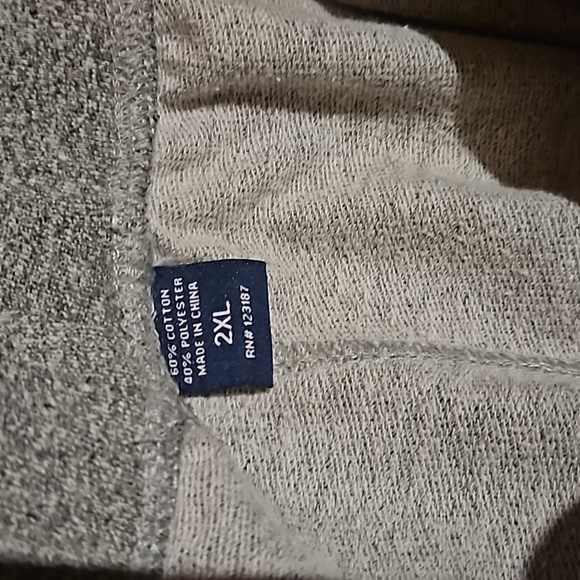 60% COTTON
40% POLYESTER
MADE IN CHINA
2XL
RN# 123187